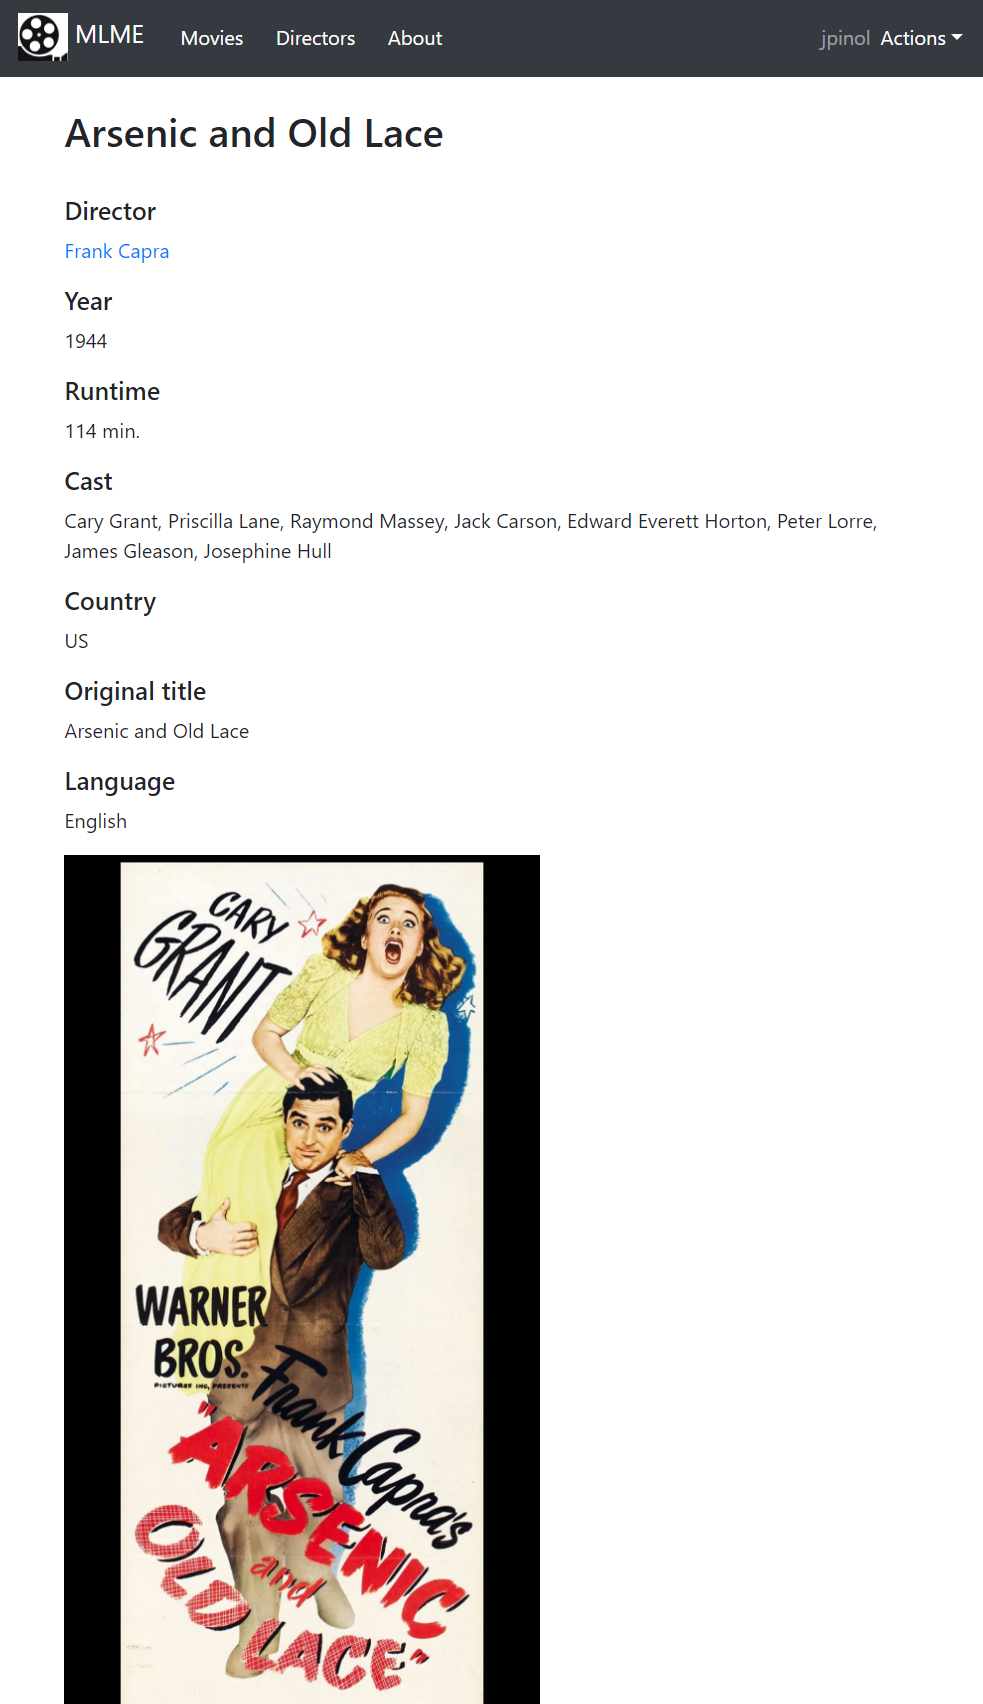 MLME Movies Directors About jpinol Actions
Arsenic and Old Lace
Director
Frank Capra
Year
1944
Runtime
114 min.
Cast
Cary Grant, Priscilla Lane, Raymond Massey, Jack Carson, Edward Everett Horton, Peter Lorre,
James Gleason, Josephine Hull
Country
US
Original title
Arsenic and Old Lace
Language
English
CARY
GRANT
WARNER
BROS.
PICTURES INC, PRESENTS
Frank Capra's
"ARSENIC
and
OLD LACE"